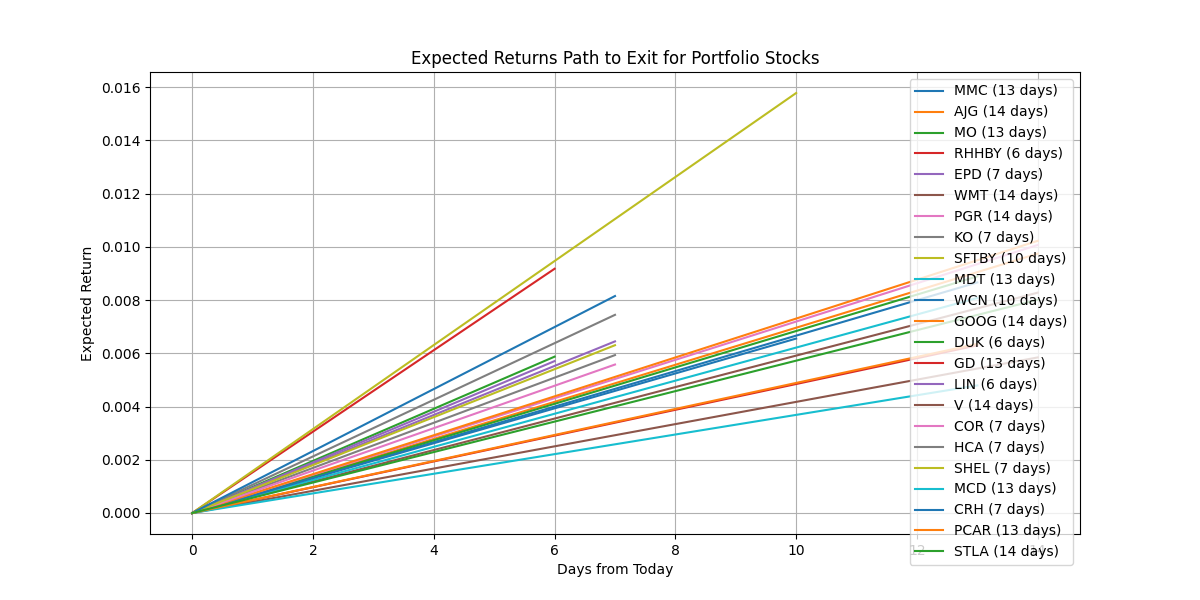 Expected Returns Path to Exit for Portfolio Stocks
Expected Return
0.016
0.014
0.012
0.010
0.008
0.006
0.004
0.002
0.000
MMC (13 days)
AJG (14 days)
MO (13 days)
RHHBY (6 days)
EPD (7 days)
WMT (14 days)
PGR (14 days)
KO (7 days)
SFTBY (10 days)
MDT (13 days)
WCN (10 days)
GOOG (14 days)
DUK (6 days)
GD (13 days)
LIN (6 days)
V (14 days)
COR (7 days)
HCA (7 days)
SHEL (7 days)
MCD (13 days)
CRH (7 days)
PCAR (13 days)
STLA (14 days)
0 2 4 6 8 10 12 14
Days from Today